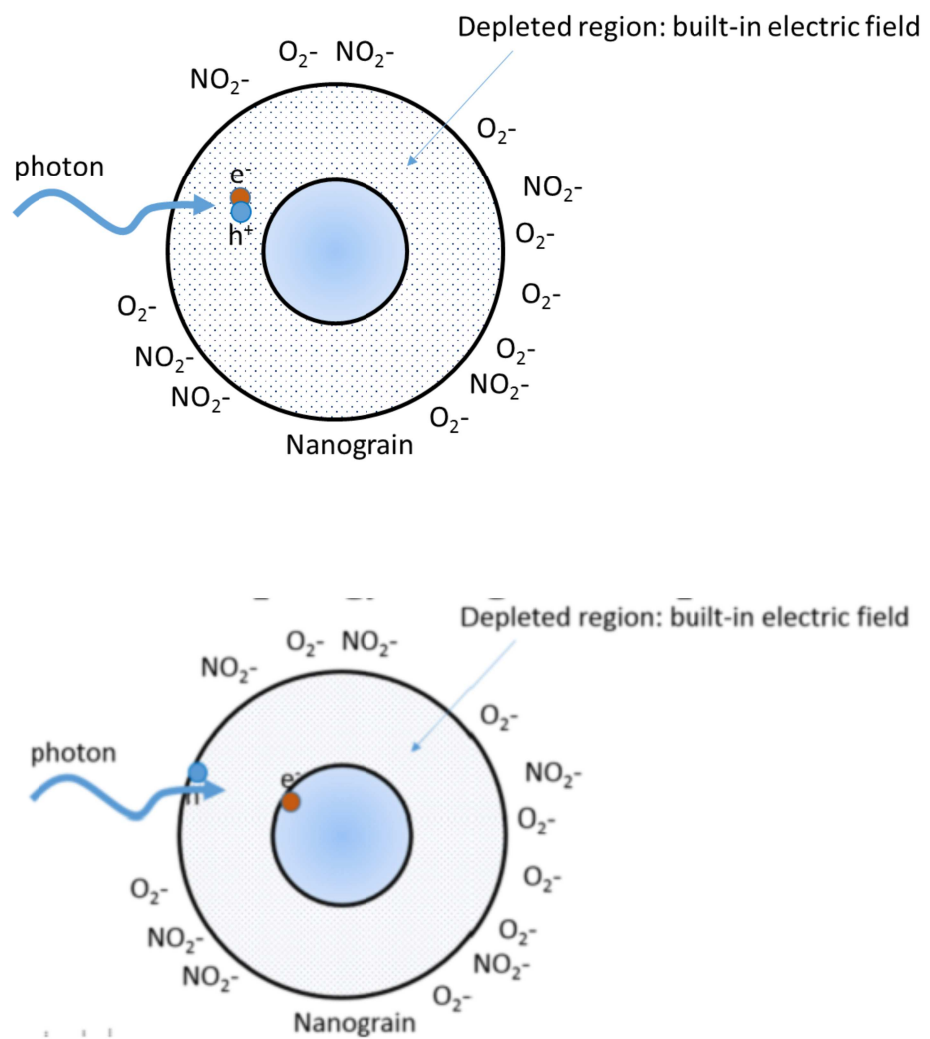 Depleted region: built-in electric field
O₂- NO₂-
NO₂-
O₂-
photon
e⁻
NO₂-
h⁺
O₂-
O₂-
O₂-
O₂-
NO₂-
NO₂-
NO₂-
O₂-
Nanograin
Depleted region: built-in electric field
O₂- NO₂-
NO₂-
O₂-
photon
e⁻
NO₂-
O₂-
O₂-
O₂-
O₂-
NO₂-
NO₂-
NO₂-
O₂-
Nanograin